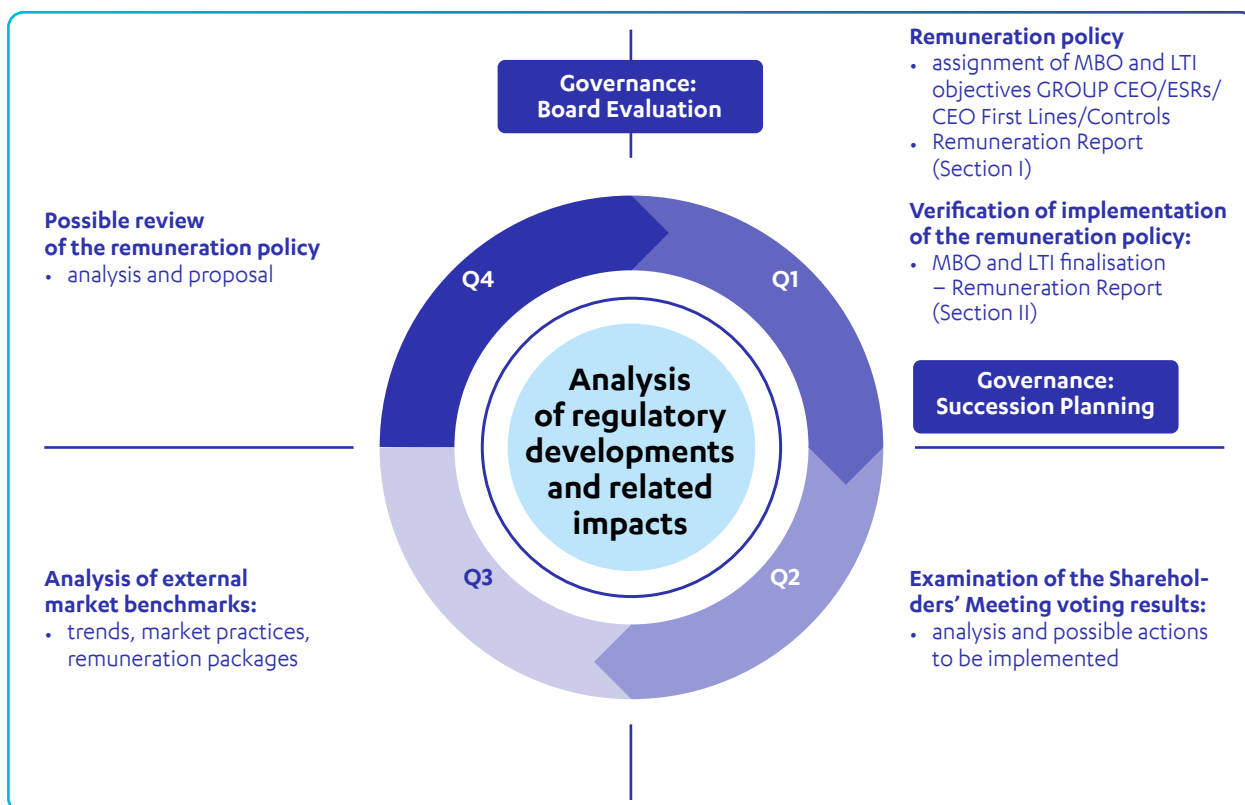 Governance:
Board Evaluation
Remuneration policy
• assignment of MBO and LTI
objectives GROUP CEO/ESRs/
CEO First Lines/Controls
• Remuneration Report
(Section I)
Verification of implementation
of the remuneration policy:
• MBO and LTI finalisation
– Remuneration Report
(Section II)
Governance:
Succession Planning
Possible review
of the remuneration policy
• analysis and proposal
Q4
Q1
Analysis
of regulatory
developments
and related
impacts
Q3
Q2
Analysis of external
market benchmarks:
• trends, market practices,
remuneration packages
Examination of the Sharehol-
ders’ Meeting voting results:
• analysis and possible actions
to be implemented